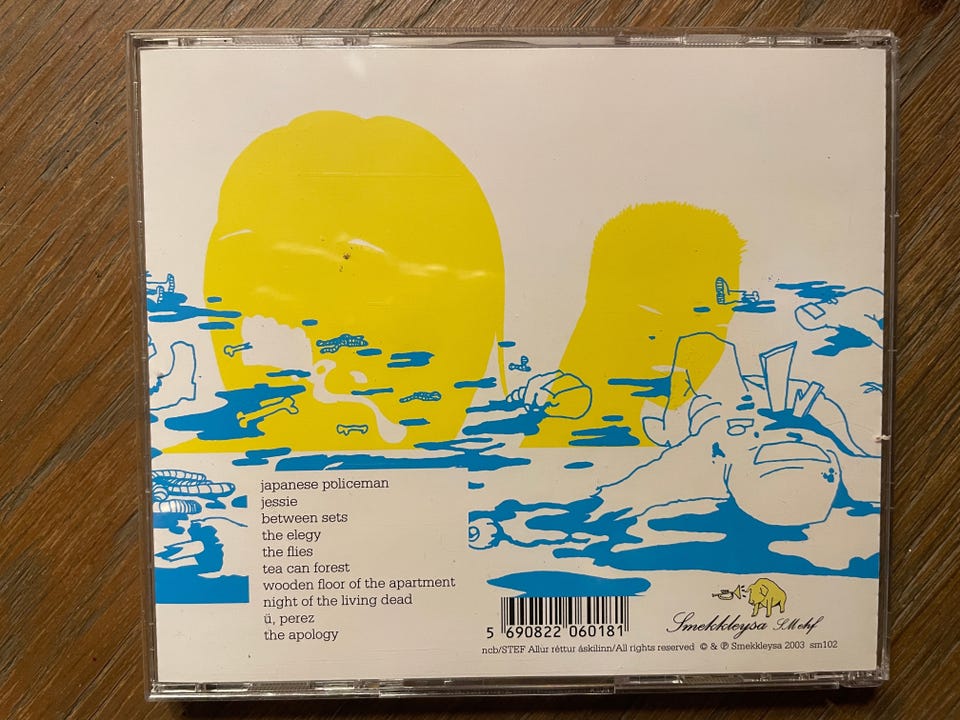 japanese policeman
jessie
between sets
the elegy
the flies
tea can forest
wooden floor of the apartment
night of the living dead
ü, perez
the apology
5 690822 060181
Smekkleysa SM ehf
ncb/STEF Allur réttur áskilinn/All rights reserved © & ℗ Smekkleysa 2003 sm102